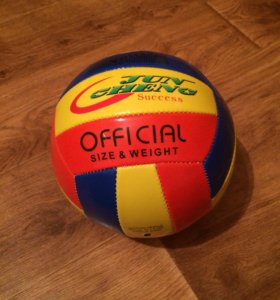 JUN
CHENG
Success
OFFICIAL
SIZE & WEIGHT